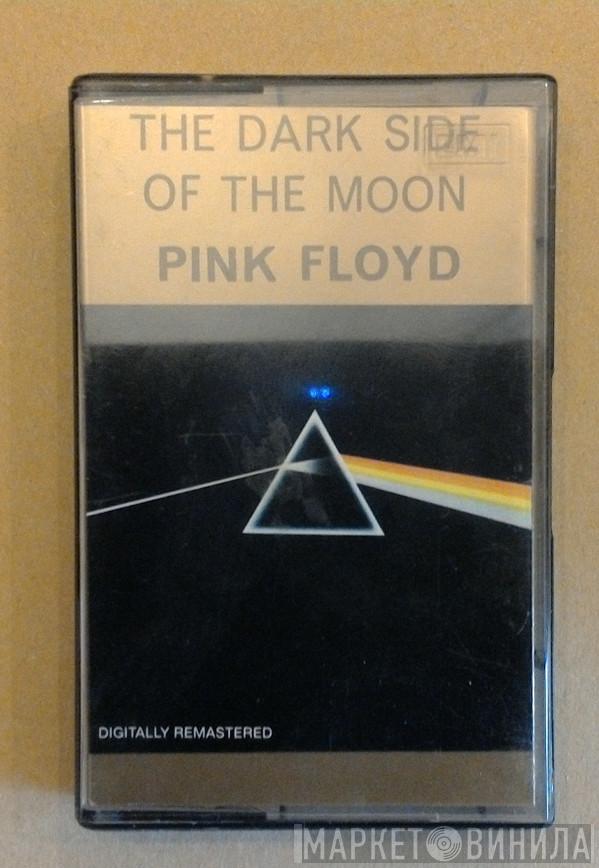 THE DARK SIDE
OF THE MOON
PINK FLOYD
DIGITALLY REMASTERED
МАРКЕТ ВИНИЛА